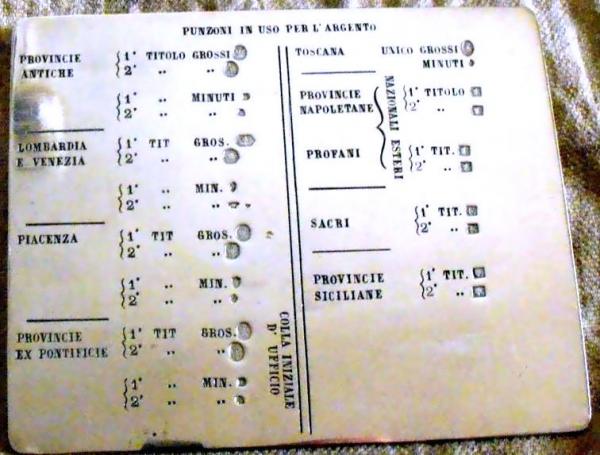 PUNZONI IN USO PER L'ARGENTO
PROVINCIE ANTICHE
1° TITOLO GROSSI
2° „ „
1° „ MINUTI
2° „ „
LOMBARDIA E VENEZIA
1° TIT GROS.
2° „ „
1° „ MIN.
2° „ „
PIACENZA
1° TIT GROS.
2° „ „
1° „ MIN.
2° „ „
PROVINCIE EX PONTIFICIE
1° TIT GROS.
2° „ „
1° „ MIN.
2° „ „
COLLA INIZIALE
D' UFFICIO
TOSCANA UNICO GROSSI
MINUTI
PROVINCIE NAPOLETANE
1° TITOLO
2° „
NAZIONALI ESTERI
PROFANI
1° TIT.
2° „
SACRI
1° TIT.
2° „
PROVINCIE SICILIANE
1° TIT.
2° „